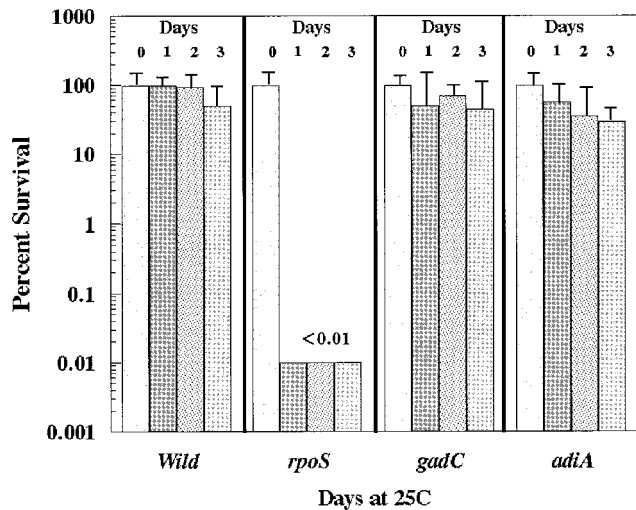 1000
100
10
1
0.1
0.01
0.001
Percent Survival
Days
0 1 2 3
Days
0 1 2 3
Days
0 1 2 3
Days
0 1 2 3
<0.01
Wild
rpoS
gadC
adiA
Days at 25C